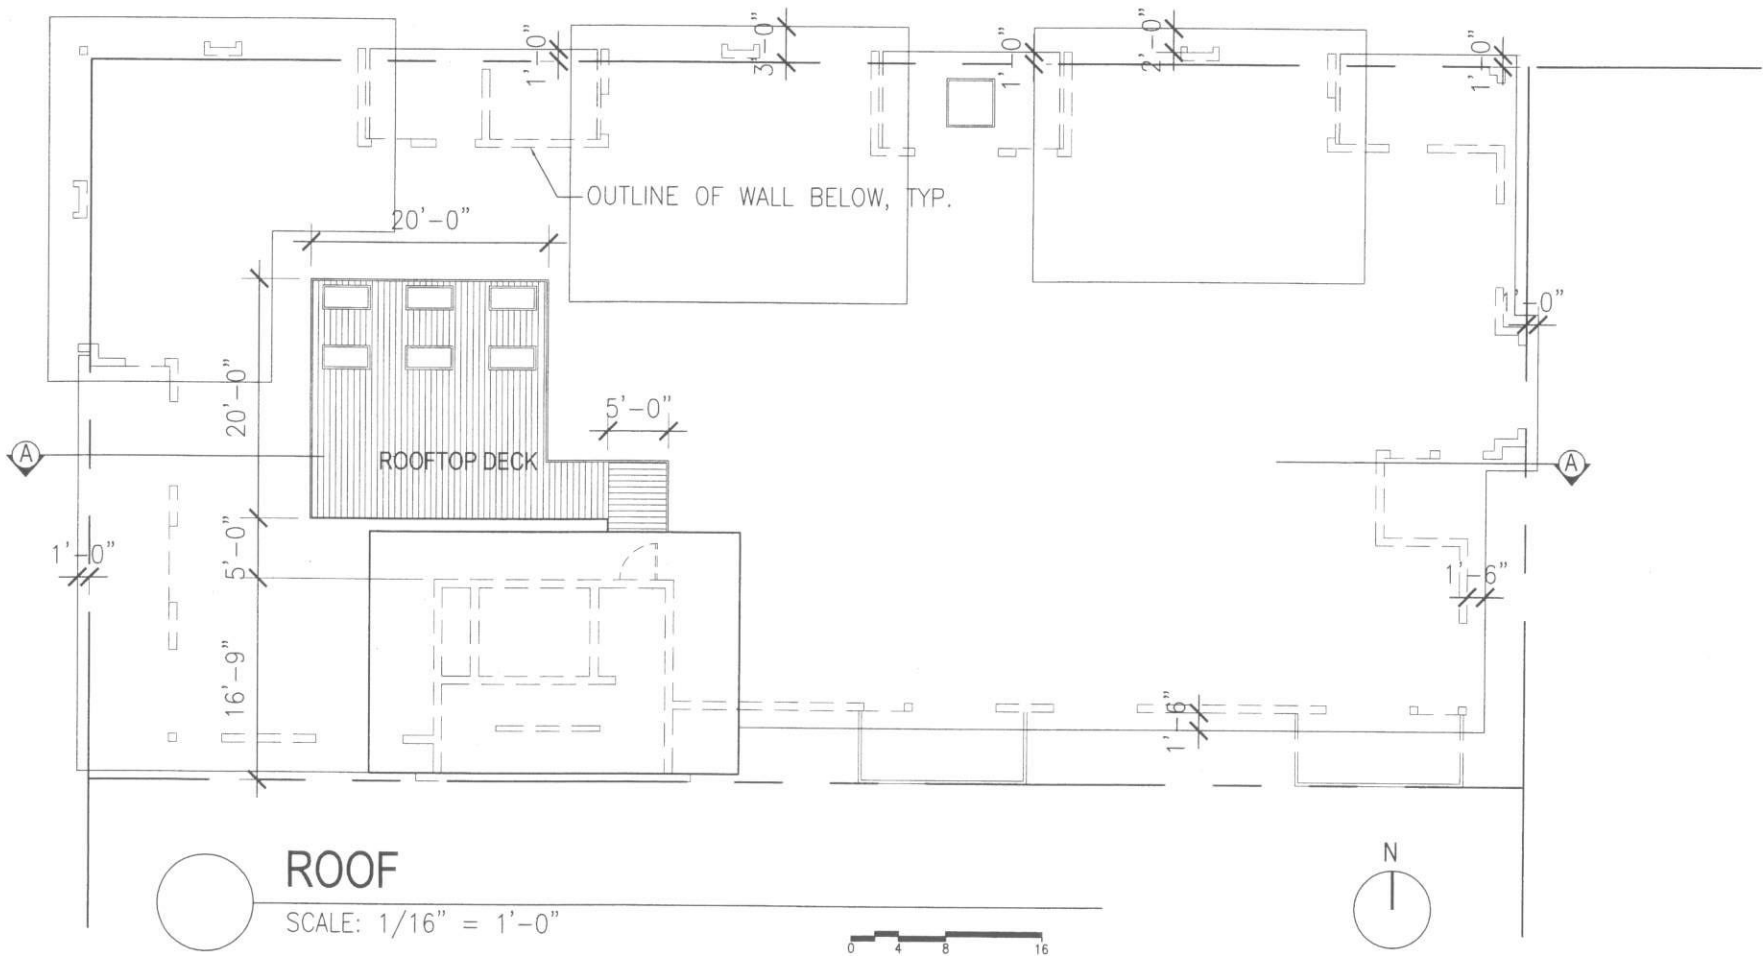 1'-0"
3'-0"
1'-0"
2'-0"
1'-0"
OUTLINE OF WALL BELOW, TYP.
20'-0"
1'-0"
20'-0"
5'-0"
A
ROOFTOP DECK
A
1'-0"
5'-0"
1'-6"
16'-9"
1'-6"
ROOF
SCALE: 1/16" = 1'-0"
N
0 4 8 16